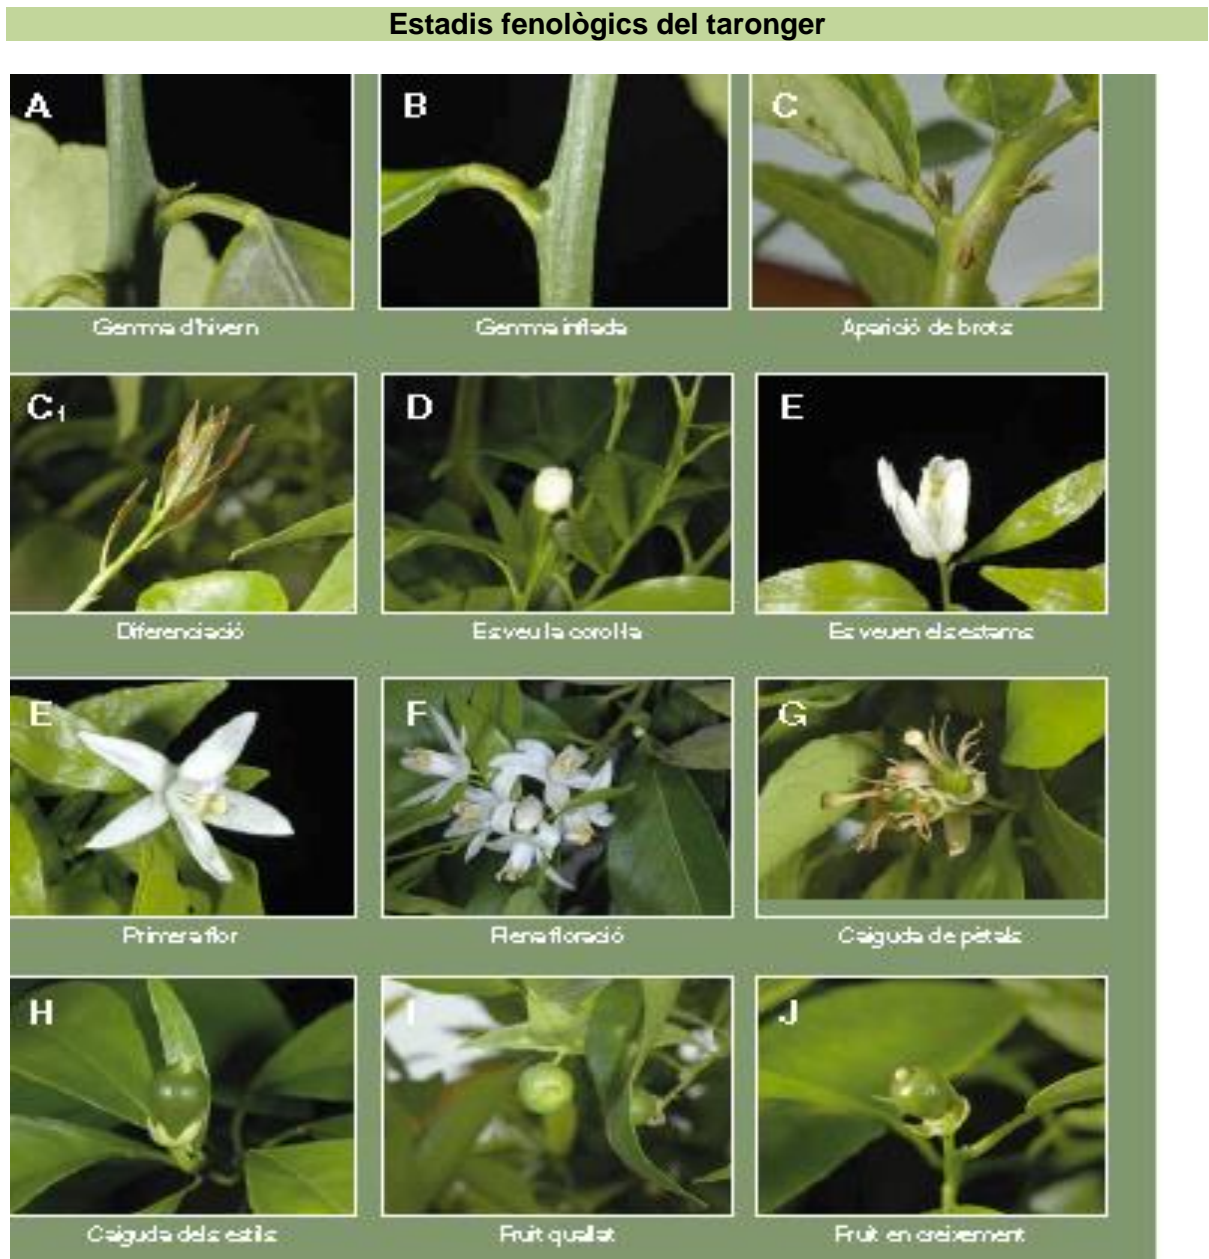 Estadis fenològics del taronger
A
B
C
Gemma d'hivern
Gemma inflada
Aparició de brots
C1
D
E
Diferenciació
Es veu la corol·la
Es veuen els estams
E
F
G
Primera flor
Plena floració
Caiguda de pètals
H
I
J
Caiguda dels estils
Fruit quallat
Fruit en creixement